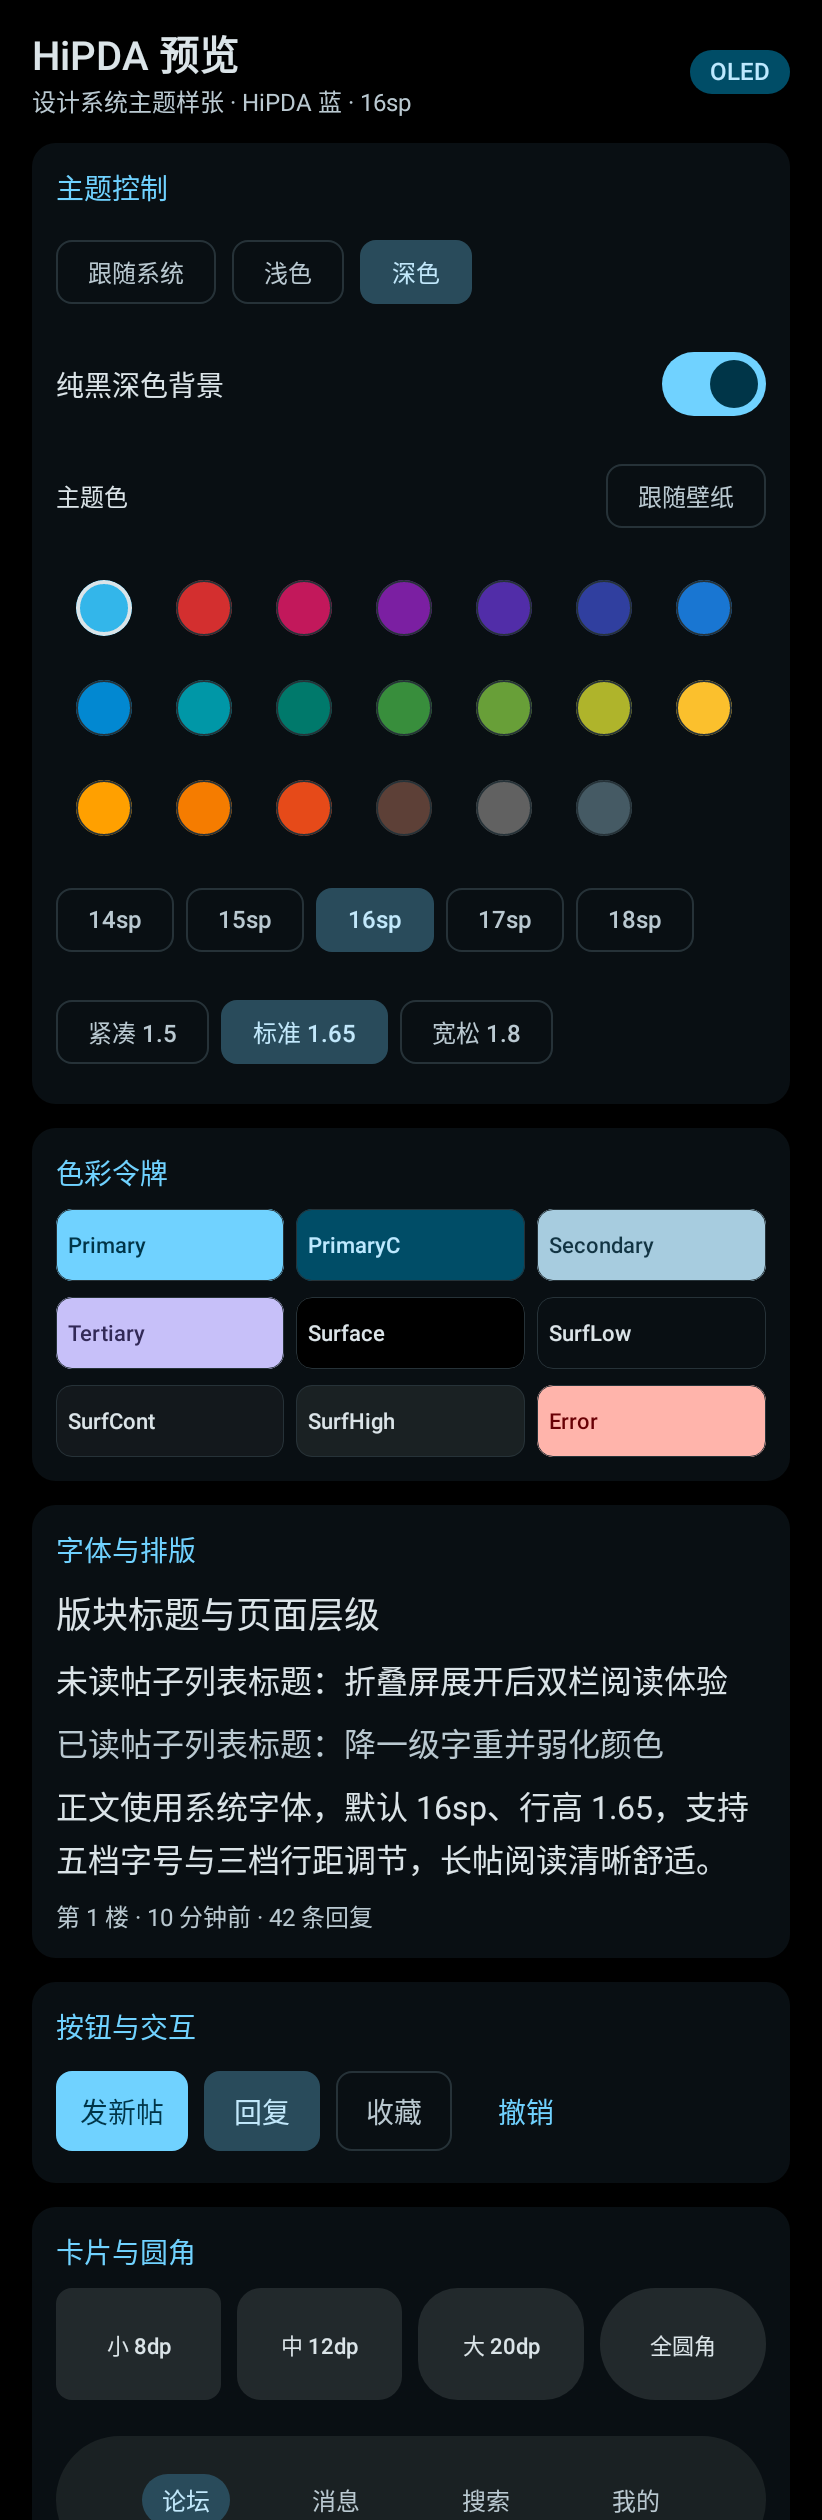 HiPDA 预览
设计系统主题样张 · HiPDA 蓝 · 16sp
OLED
主题控制
跟随系统 浅色 深色
纯黑深色背景
主题色 跟随壁纸
14sp 15sp 16sp 17sp 18sp
紧凑 1.5 标准 1.65 宽松 1.8
色彩令牌
Primary PrimaryC Secondary
Tertiary Surface SurfLow
SurfCont SurfHigh Error
字体与排版
版块标题与页面层级
未读帖子列表标题：折叠屏展开后双栏阅读体验
已读帖子列表标题：降一级字重并弱化颜色
正文使用系统字体，默认 16sp、行高 1.65，支持
五档字号与三档行距调节，长帖阅读清晰舒适。
第 1 楼 · 10 分钟前 · 42 条回复
按钮与交互
发新帖 回复 收藏 撤销
卡片与圆角
小 8dp 中 12dp 大 20dp 全圆角
论坛 消息 搜索 我的